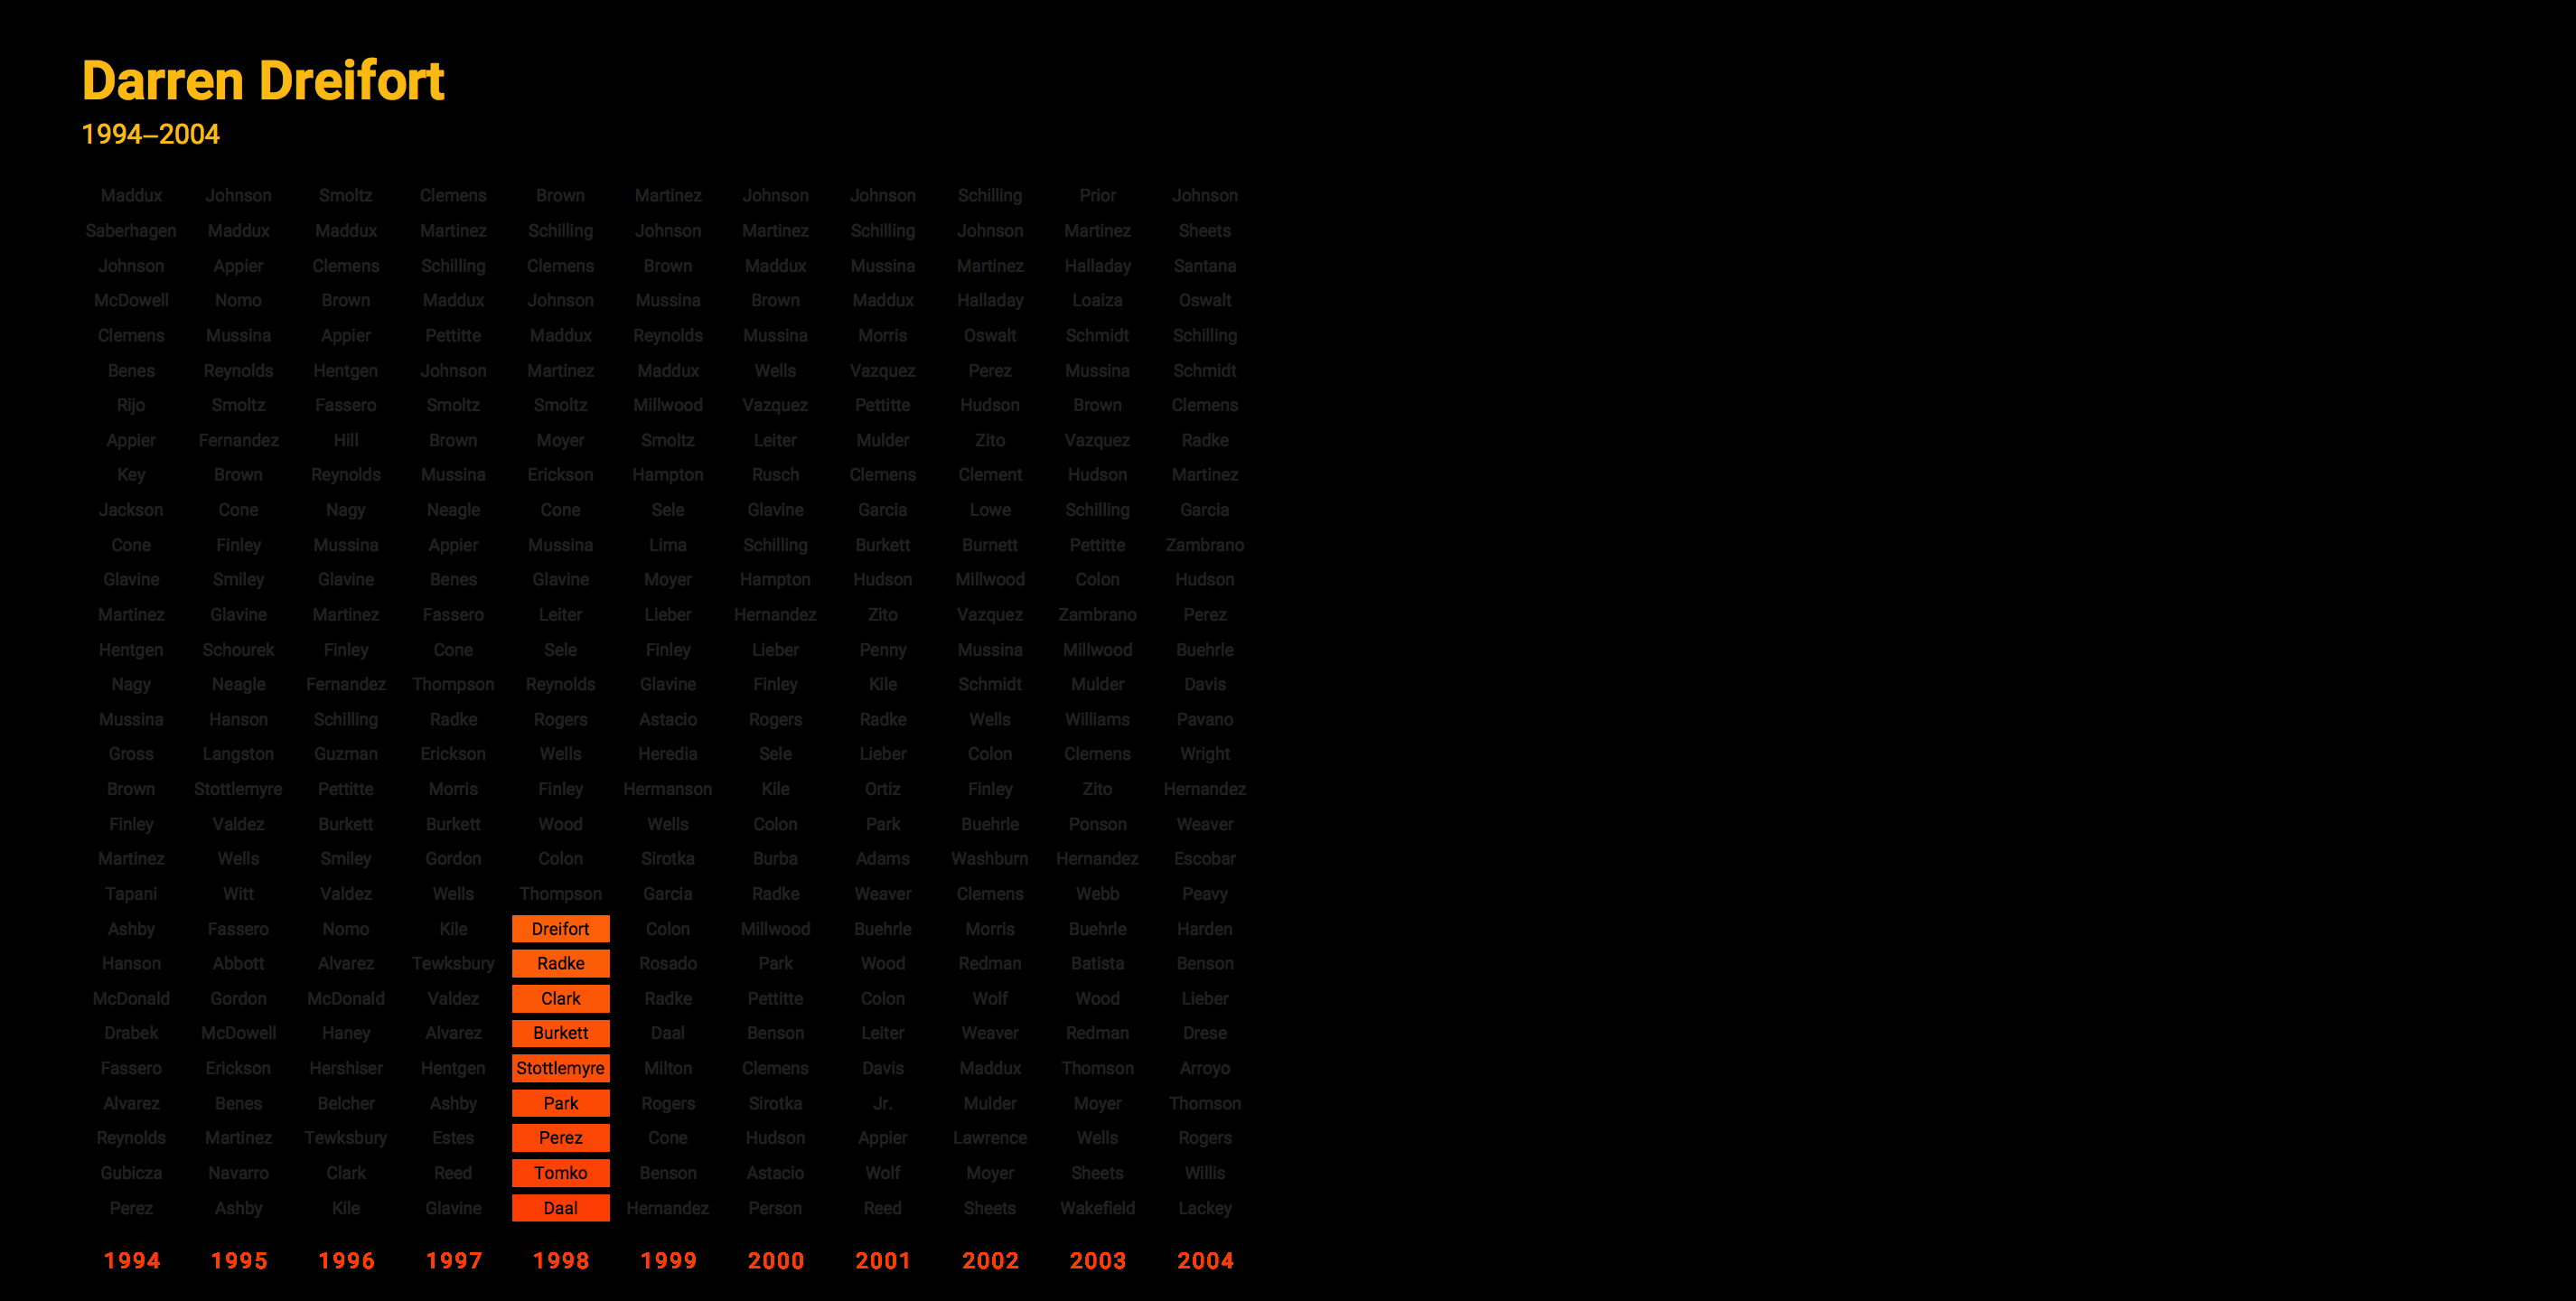 Darren Dreifort
1994–2004
Maddux Johnson Smoltz Clemens Brown Martinez Johnson Johnson Schilling Prior Johnson
Saberhagen Maddux Maddux Martinez Schilling Johnson Martinez Schilling Johnson Martinez Sheets
Johnson Appier Clemens Schilling Clemens Brown Maddux Mussina Martinez Halladay Santana
McDowell Nomo Brown Maddux Johnson Mussina Brown Maddux Halladay Loaiza Oswalt
Clemens Mussina Appier Pettitte Maddux Reynolds Mussina Morris Oswalt Schmidt Schilling
Benes Reynolds Hentgen Johnson Martinez Maddux Wells Vazquez Perez Mussina Schmidt
Rijo Smoltz Fassero Smoltz Smoltz Millwood Vazquez Pettitte Hudson Brown Clemens
Appier Fernandez Hill Brown Moyer Smoltz Leiter Mulder Zito Vazquez Radke
Key Brown Reynolds Mussina Erickson Hampton Rusch Clemens Clement Hudson Martinez
Jackson Cone Nagy Neagle Cone Sele Glavine Garcia Lowe Schilling Garcia
Cone Finley Mussina Appier Mussina Lima Schilling Burkett Burnett Pettitte Zambrano
Glavine Smiley Glavine Benes Glavine Moyer Hampton Hudson Millwood Colon Hudson
Martinez Glavine Martinez Fassero Leiter Lieber Hernandez Zito Vazquez Zambrano Perez
Hentgen Schourek Finley Cone Sele Finley Lieber Penny Mussina Millwood Buehrle
Nagy Neagle Fernandez Thompson Reynolds Glavine Finley Kile Schmidt Mulder Davis
Mussina Hanson Schilling Radke Rogers Astacio Rogers Radke Wells Williams Pavano
Gross Langston Guzman Erickson Wells Heredia Sele Lieber Colon Clemens Wright
Brown Stottlemyre Pettitte Morris Finley Hermanson Kile Ortiz Finley Zito Hernandez
Finley Valdez Burkett Burkett Wood Wells Colon Park Buehrle Ponson Weaver
Martinez Wells Smiley Gordon Colon Sirotka Burba Adams Washburn Hernandez Escobar
Tapani Witt Valdez Wells Thompson Garcia Radke Weaver Clemens Webb Peavy
Ashby Fassero Nomo Kile Dreifort Colon Millwood Buehrle Morris Buehrle Harden
Hanson Abbott Alvarez Tewksbury Radke Rosado Park Wood Redman Batista Benson
McDonald Gordon McDonald Valdez Clark Radke Pettitte Colon Wolf Wood Lieber
Drabek McDowell Haney Alvarez Burkett Daal Benson Leiter Weaver Redman Drese
Fassero Erickson Hershiser Hentgen Stottlemyre Milton Clemens Davis Maddux Thomson Arroyo
Alvarez Benes Belcher Ashby Park Rogers Sirotka Jr. Mulder Moyer Thomson
Reynolds Martinez Tewksbury Estes Perez Cone Hudson Appier Lawrence Wells Rogers
Gubicza Navarro Clark Reed Tomko Benson Astacio Wolf Moyer Sheets Willis
Perez Ashby Kile Glavine Daal Hernandez Person Reed Sheets Wakefield Lackey
1994 1995 1996 1997 1998 1999 2000 2001 2002 2003 2004